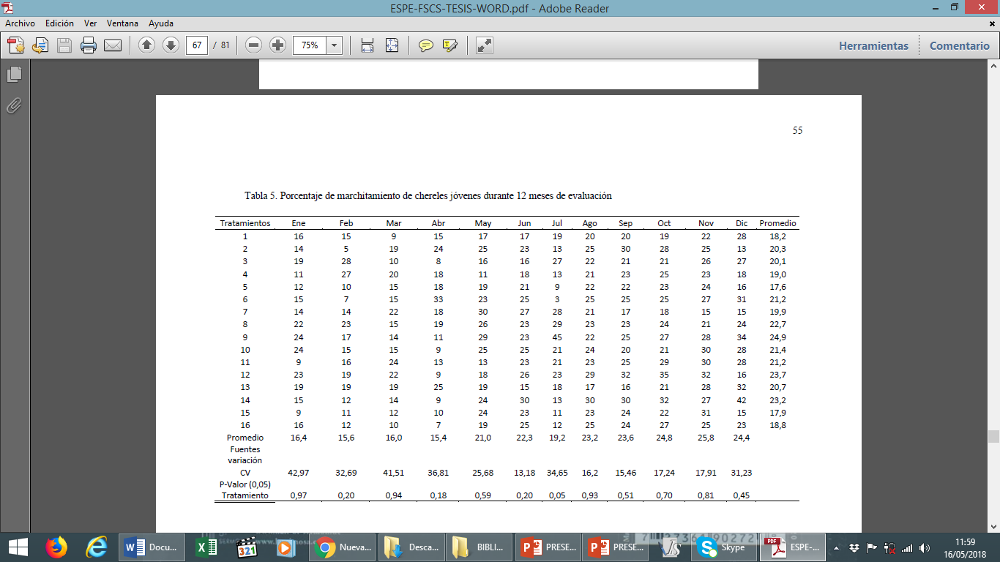 ESPE-FSCS-TESIS-WORD.pdf - Adobe Reader
Archivo Edición Ver Ventana Ayuda
67 / 81 75% Herramientas Comentario
55
Tabla 5. Porcentaje de marchitamiento de chereles jóvenes durante 12 meses de evaluación
Tratamientos Ene Feb Mar Abr May Jun Jul Ago Sep Oct Nov Dic Promedio
1 16 15 9 15 17 17 19 20 20 19 22 28 18,2
2 14 5 19 24 25 23 13 25 30 28 25 13 20,3
3 19 28 10 8 16 16 27 22 21 21 26 27 20,1
4 11 27 20 18 11 18 13 21 23 25 23 18 19,0
5 12 10 15 18 19 21 9 22 22 23 24 16 17,6
6 15 7 15 33 23 25 3 25 25 25 27 31 21,2
7 14 14 22 18 30 27 28 21 17 18 15 15 19,9
8 22 23 15 19 26 23 29 23 23 24 21 24 22,7
9 24 17 14 11 29 23 45 22 25 27 28 34 24,9
10 24 15 15 9 25 25 21 24 20 21 30 28 21,4
11 9 16 24 13 13 23 21 23 25 29 30 28 21,2
12 23 19 22 9 18 26 23 29 32 35 32 16 23,7
13 19 19 19 25 19 15 18 17 16 21 28 32 20,7
14 15 12 14 9 24 30 13 30 30 32 27 42 23,2
15 9 11 12 10 24 23 11 23 24 22 31 15 17,9
16 16 12 10 7 19 25 12 25 24 27 25 23 18,8
Promedio 16,4 15,6 16,0 15,4 21,0 22,3 19,2 23,2 23,6 24,8 25,8 24,4
Fuentes
variación
CV 42,97 32,69 41,51 36,81 25,68 13,18 34,65 16,2 15,46 17,24 17,91 31,23
P-Valor (0,05)
Tratamiento 0,97 0,20 0,94 0,18 0,59 0,20 0,05 0,93 0,51 0,70 0,81 0,45
Docu... 321 Nueva... Desca... BIBLI... PRESE... PRESE... Skype ESPE-... 11:59
16/05/2018